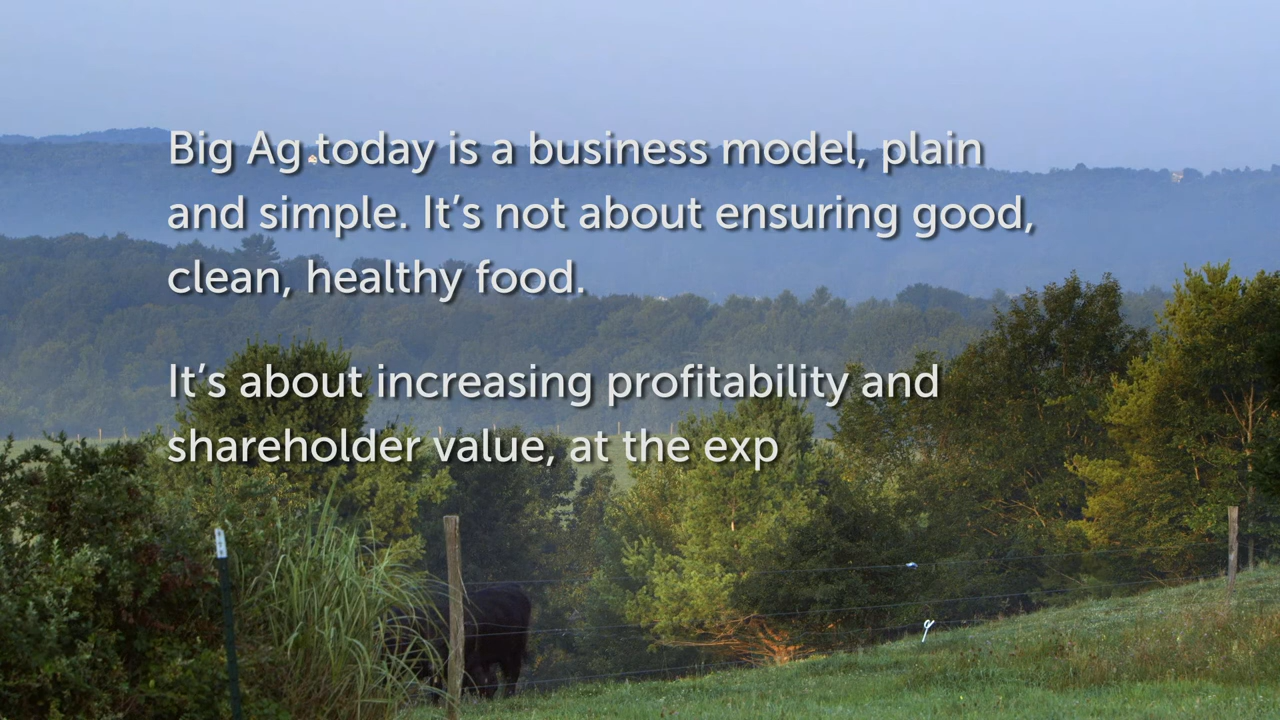 Big Ag today is a business model, plain
and simple. It’s not about ensuring good,
clean, healthy food.
It’s about increasing profitability and
shareholder value, at the exp